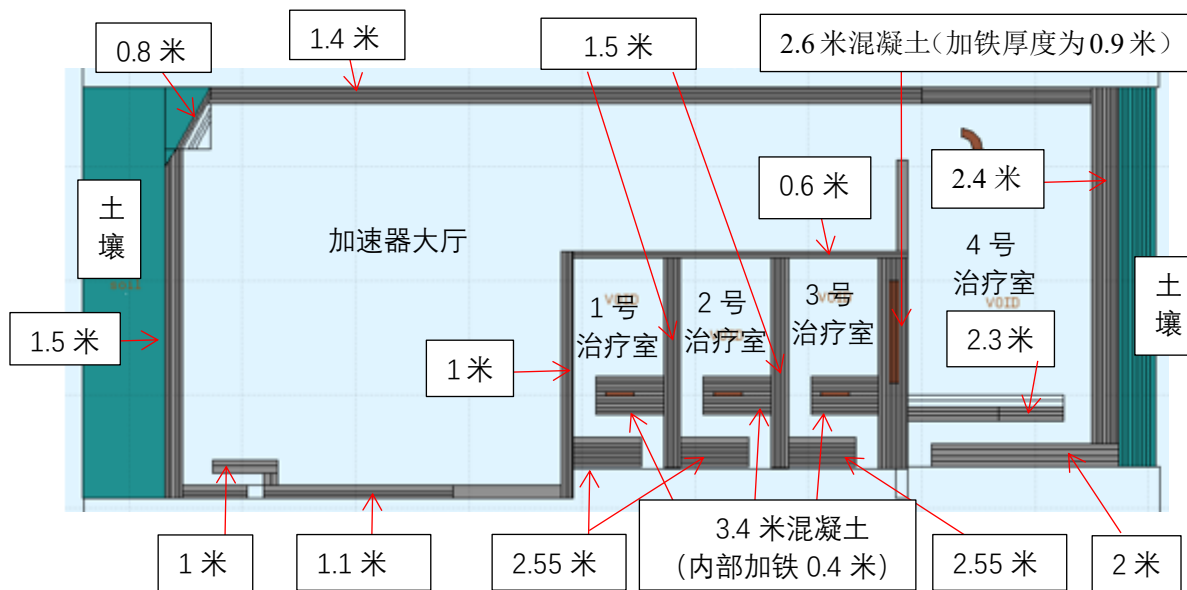 0.8 米
1.4 米
1.5 米
2.6 米混凝土（加铁厚度为 0.9 米）
土
壤
加速器大厅
0.6 米
2.4 米
4 号
治疗室
VOID
土
壤
1 号
治疗室
VOID
2 号
治疗室
VOID
3 号
治疗室
VOID
1.5 米
1 米
2.3 米
1 米
1.1 米
2.55 米
3.4 米混凝土
（内部加铁 0.4 米）
2.55 米
2 米